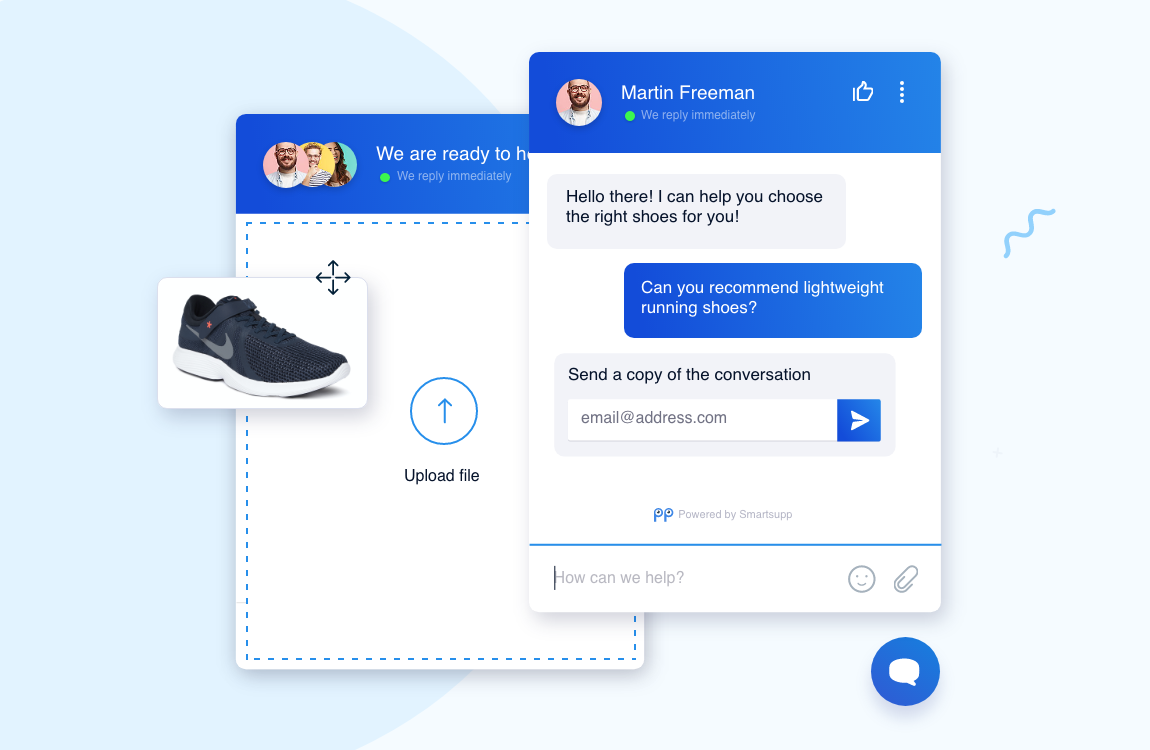 We are ready to he
We reply immediately
Upload file
Martin Freeman
We reply immediately
Hello there! I can help you choose
the right shoes for you!
Can you recommend lightweight
running shoes?
Send a copy of the conversation
email@address.com
Powered by Smartsupp
How can we help?